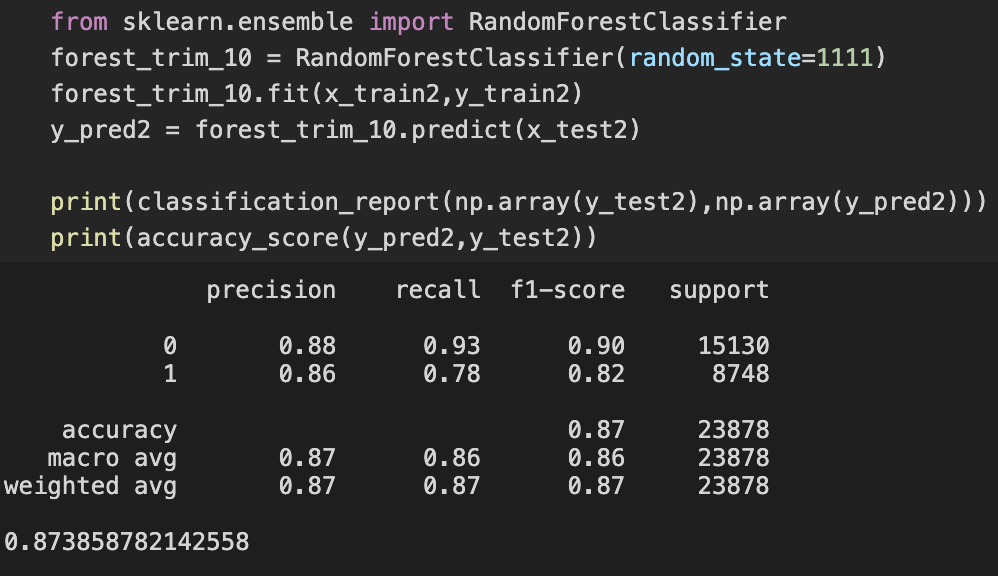 from sklearn.ensemble import RandomForestClassifier
forest_trim_10 = RandomForestClassifier(random_state=1111)
forest_trim_10.fit(x_train2,y_train2)
y_pred2 = forest_trim_10.predict(x_test2)
print(classification_report(np.array(y_test2),np.array(y_pred2)))
print(accuracy_score(y_pred2,y_test2))
precision recall f1-score support
0 0.88 0.93 0.90 15130
1 0.86 0.78 0.82 8748
accuracy 0.87 23878
macro avg 0.87 0.86 0.86 23878
weighted avg 0.87 0.87 0.87 23878
0.873858782142558